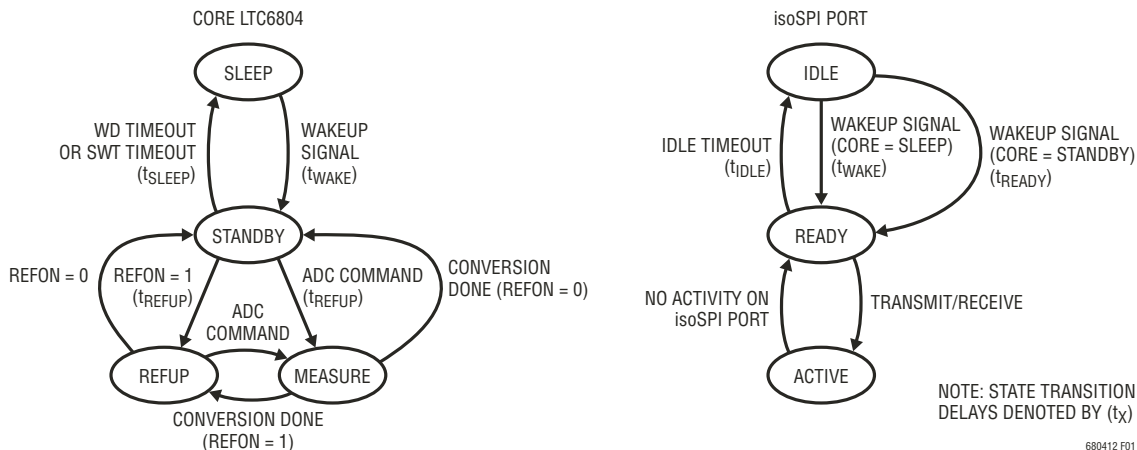 CORE LTC6804
SLEEP
WD TIMEOUT
OR SWT TIMEOUT
(tSLEEP)
WAKEUP
SIGNAL
(tWAKE)
STANDBY
REFON = 0
REFON = 1
(tREFUP)
ADC COMMAND
(tREFUP)
CONVERSION
DONE (REFON = 0)
ADC
COMMAND
REFUP
MEASURE
CONVERSION DONE
(REFON = 1)
isoSPI PORT
IDLE
IDLE TIMEOUT
(tIDLE)
WAKEUP SIGNAL
(CORE = SLEEP)
(tWAKE)
WAKEUP SIGNAL
(CORE = STANDBY)
(tREADY)
READY
NO ACTIVITY ON
isoSPI PORT
TRANSMIT/RECEIVE
ACTIVE
NOTE: STATE TRANSITION
DELAYS DENOTED BY (tX)
680412 F01